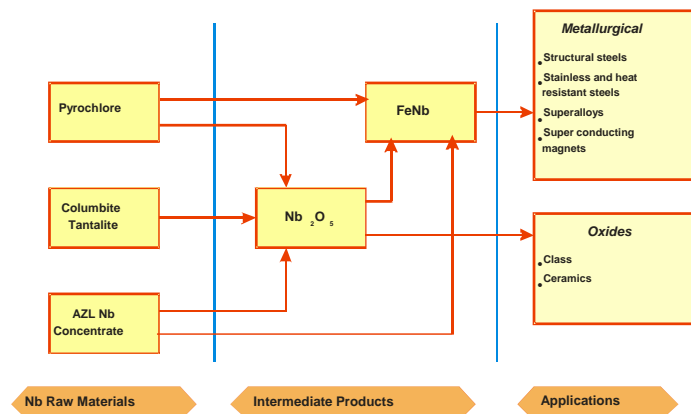 Pyrochlore
Columbite
Tantalite
AZL Nb
Concentrate
FeNb
Nb 2O 5
Metallurgical
• Structural steels
• Stainless and heat
resistant steels
• Superalloys
• Super conducting
magnets
Oxides
• Class
• Ceramics
Nb Raw Materials
Intermediate Products
Applications